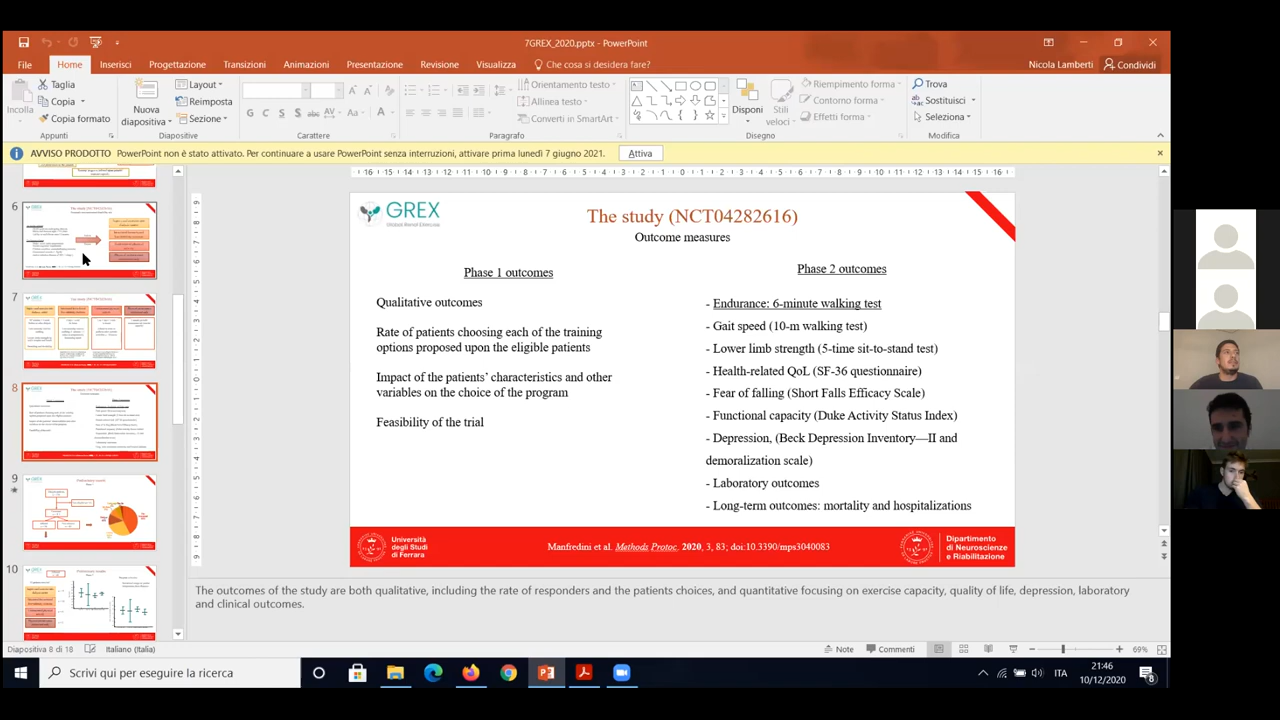 7GREX_2020.pptx - PowerPoint
File Home Inserisci Progettazione Transizioni Animazioni Presentazione Revisione Visualizza Che cosa si desidera fare? Nicola Lamberti Condividi
Incolla
Taglia
Copia
Copia formato
Appunti
Nuova
diapositiva
Layout
Reimposta
Sezione
Diapositive
Carattere
Orientamento testo
Allinea testo
Converti in SmartArt
Paragrafo
Disponi
Stili
veloci
Riempimento forma
Contorno forma
Effetti forma
Disegno
Trova
Sostituisci
Seleziona
Modifica
AVVISO PRODOTTO PowerPoint non è stato attivato. Per continuare a usare PowerPoint senza interruzioni, attivare prima lunedì 7 giugno 2021. Attiva
6
7
8
9
10
GREX
The study (NCT04282616)
Outcome measures
Phase 1 outcomes
Qualitative outcomes
Rate of patients choosing each of the training
options proposed upon the eligible patients
Impact of the patients' characteristics and other
variables on the choice of the program
Feasibility of the trial
Phase 2 outcomes
- Endurance: 6-minute walking test
- Gait speed (10-m walking test)
- Lower limb strength (5-time sit-to-stand test)
- Health-related QoL (SF-36 questionnaire)
- Fear of falling (Short Falls Efficacy Scale)
- Functional capacity (Duke Activity Status Index)
- Depression, (Beck Depression Inventory—II and
demoralization scale)
- Laboratory outcomes
- Long-term outcomes: mortality and hospitalizations
Università
degli Studi
di Ferrara
Manfredini et al. Methods Protoc. 2020, 3, 83; doi:10.3390/mps3040083
Dipartimento
di Neuroscienze
e Riabilitazione
The outcomes of the study are both qualitative, including the rate of responders and the patients choices, and quantitative focusing on exercise capacity, quality of life, depression, laboratory
and clinical outcomes.
Diapositiva 8 di 18 Italiano (Italia) Note Commenti 69%
Scrivi qui per eseguire la ricerca
ITA
21:46
10/12/2020
8